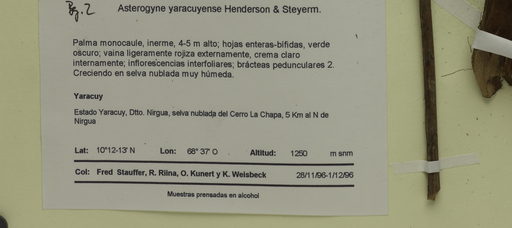 Pg. 2
Asterogyne yaracuyense Henderson & Steyerm.
Palma monocaule, inerme, 4-5 m alto; hojas enteras-bifidas, verde
oscuro; vaina ligeramente rojiza externamente, crema claro
internamente; inflorescencias interfoliares; brácteas pedunculares 2.
Creciendo en selva nublada muy húmeda.
Yaracuy
Estado Yaracuy, Dtto. Nirgua, selva nublada del Cerro La Chapa, 5 Km al N de
Nirgua
Lat: 10°12-13' N Lon: 68° 37' O Altitud: 1250 m snm
Col: Fred Stauffer, R. Riina, O. Kunert y K. Weisbeck 28/11/96-1/12/96
Muestras prensadas en alcohol